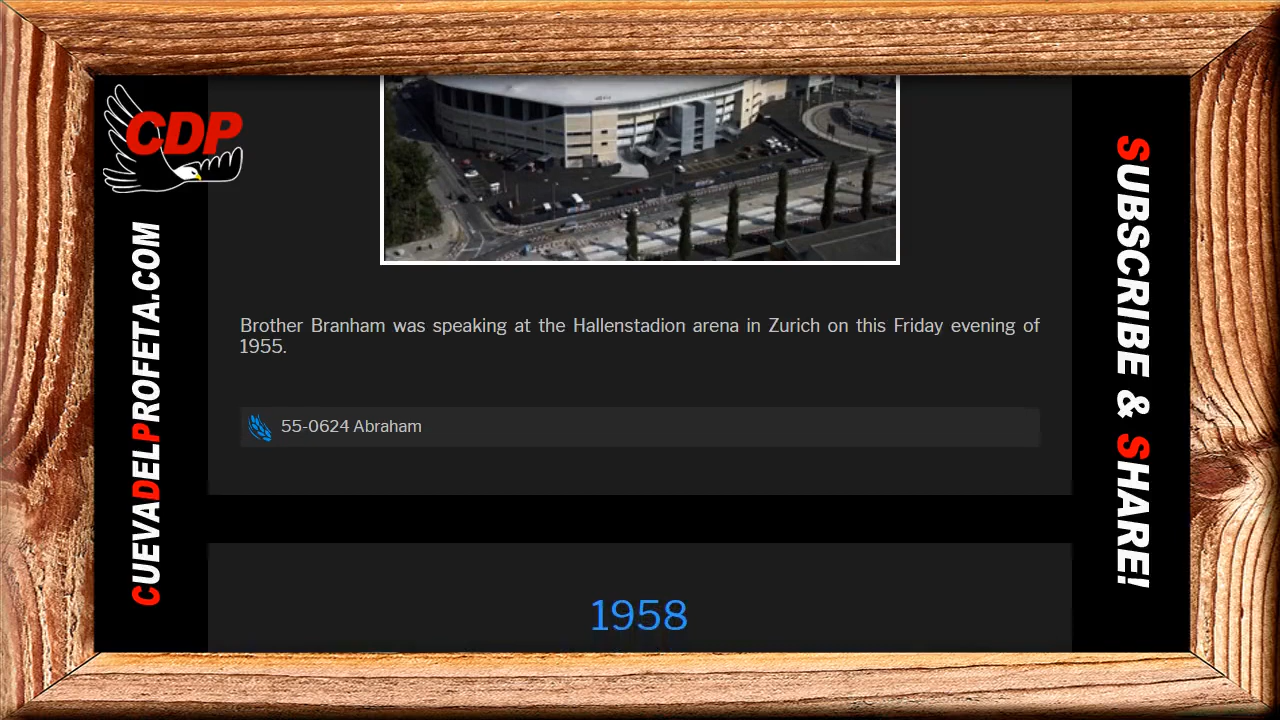 CDP
CUEVADELPROFETA.COM
Brother Branham was speaking at the Hallenstadion arena in Zurich on this Friday evening of
1955.
55-0624 Abraham
1958
SUBSCRIBE & SHARE!